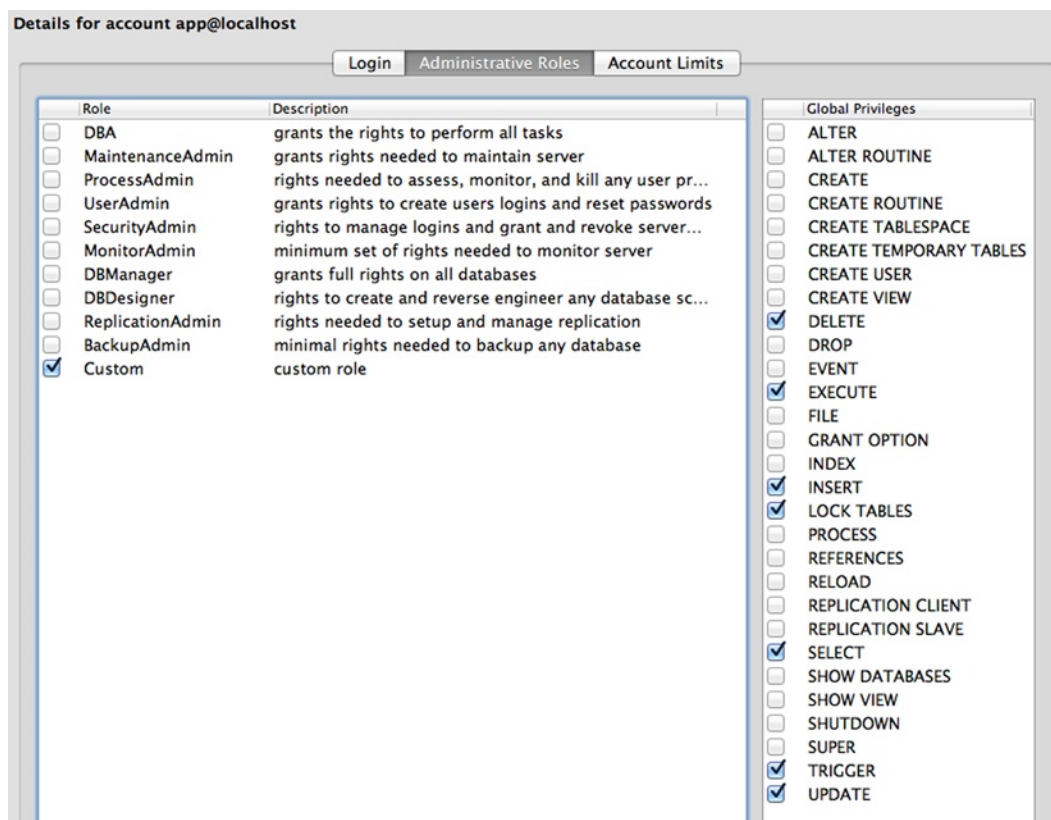 Details for account app@localhost
Login Administrative Roles Account Limits
Role Description
DBA grants the rights to perform all tasks
MaintenanceAdmin grants rights needed to maintain server
ProcessAdmin rights needed to assess, monitor, and kill any user pr...
UserAdmin grants rights to create users logins and reset passwords
SecurityAdmin rights to manage logins and grant and revoke server...
MonitorAdmin minimum set of rights needed to monitor server
DBManager grants full rights on all databases
DBDesigner rights to create and reverse engineer any database sc...
ReplicationAdmin rights needed to setup and manage replication
BackupAdmin minimal rights needed to backup any database
Custom custom role
Global Privileges
ALTER
ALTER ROUTINE
CREATE
CREATE ROUTINE
CREATE TABLESPACE
CREATE TEMPORARY TABLES
CREATE USER
CREATE VIEW
DELETE
DROP
EVENT
EXECUTE
FILE
GRANT OPTION
INDEX
INSERT
LOCK TABLES
PROCESS
REFERENCES
RELOAD
REPLICATION CLIENT
REPLICATION SLAVE
SELECT
SHOW DATABASES
SHOW VIEW
SHUTDOWN
SUPER
TRIGGER
UPDATE